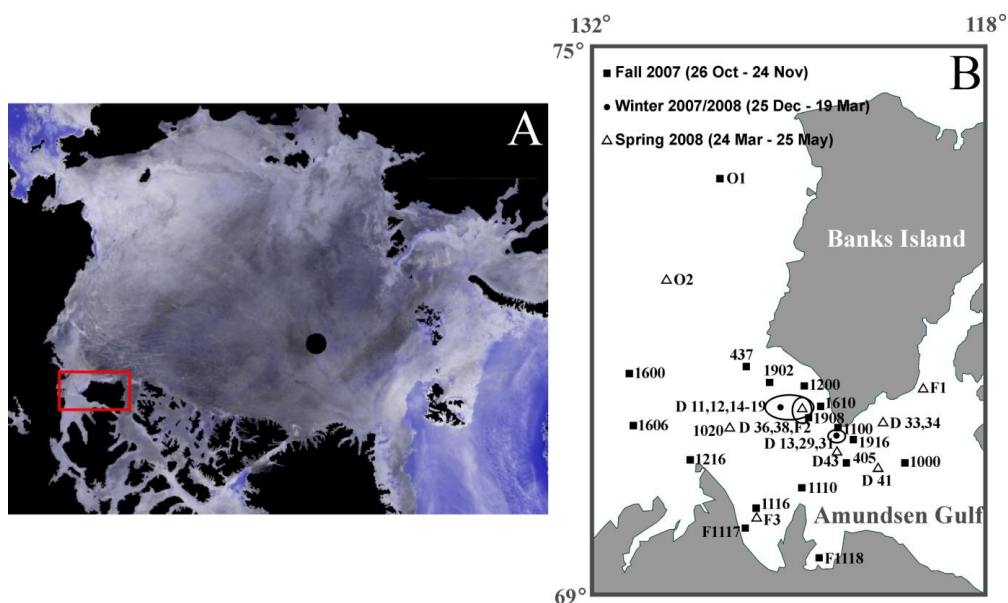 A
132°
118°
75°
B
Fall 2007 (26 Oct - 24 Nov)
Winter 2007/2008 (25 Dec - 19 Mar)
Spring 2008 (24 Mar - 25 May)
O1
Banks Island
O2
437
1902
1600
1200
F1
D 11,12,14-19
1610
1908
D 36,38,F2
1100
D 33,34
1606
1020
D 13,29,31
1916
1216
D43
405
1000
D 41
1110
1116
F3
Amundsen Gulf
F1117
F1118
69°